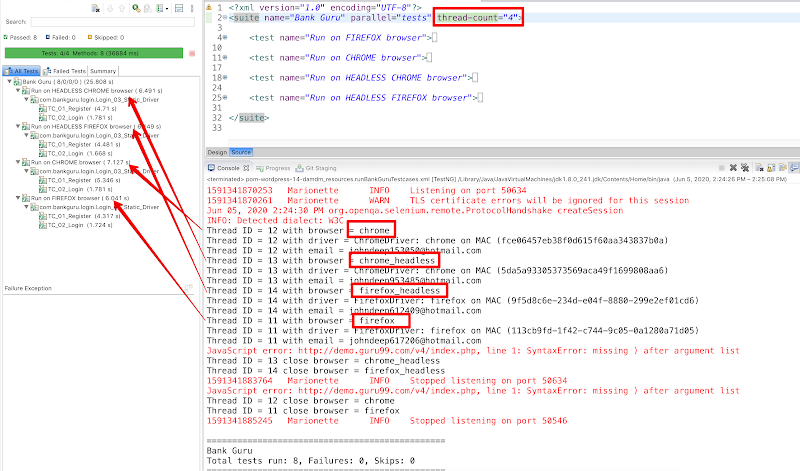 Search:
Passed: 8
Failed: 0
Skipped: 0
Tests: 4/4 Methods: 8 (36684 ms)
All Tests
Failed Tests
Summary
Bank Guru ( 8/0/0/0 ) (25.808 s)
Run on HEADLESS CHROME browser ( 6.491 s)
com.bankguru.login.Login_03_Static_Driver
TC_01_Register (4.71 s)
TC_02_Login (1.781 s)
Run on HEADLESS FIREFOX browser (
com.bankguru.login.Login_03_Static_Driver
TC_01_Register (4.481 s)
TC_02_Login (1.668 s)
Run on CHROME browser ( 7.127 s)
com.bankguru.login.Login_03_Static_Driver
TC_01_Register (5.346 s)
TC_02_Login (1.781 s)
Run on FIREFOX browser ( 6.041 s)
com.bankguru.login.Login_03_Static_Driver
TC_01_Register (4.317 s)
TC_02_Login (1.724 s)
Failure Exception
1 <?xml version="1.0" encoding="UTF-8"?>
2 <suite name="Bank Guru" parallel="tests" thread-count="4">
3
4 <test name="Run on FIREFOX browser">
10
11 <test name="Run on CHROME browser">
17
18 <test name="Run on HEADLESS CHROME browser">
24
25 <test name="Run on HEADLESS FIREFOX browser">
31
32 </suite>
33
Design Source
Console Progress Git Staging
<terminated> pom-wordpress-14-damdm_resources.runBankGuruTestcases.xml [TestNG] /Library/Java/JavaVirtualMachines/jdk1.8.0_241.jdk/Contents/Home/bin/java (Jun 5, 2020 2:24:26 PM – 2:25:08 PM)
1591341870253 Marionette INFO Listening on port 50634
1591341870261 Marionette WARN TLS certificate errors will be ignored for this session
Jun 05, 2020 2:24:30 PM org.openqa.selenium.remote.ProtocolHandshake createSession
INFO: Detected dialect: W3C
Thread ID = 12 with browser = chrome
Thread ID = 12 with driver = ChromeDriver: chrome on MAC (fce06457eb38f0d615f60aa343837b0a)
Thread ID = 12 with email = johndeep153050@hotmail.com
Thread ID = 13 with browser = chrome_headless
Thread ID = 13 with driver = ChromeDriver: chrome on MAC (5da5a93305373569aca49f1699808aa6)
Thread ID = 13 with email = johndeep953485@hotmail.com
Thread ID = 14 with browser = firefox_headless
Thread ID = 14 with driver = FirefoxDriver: firefox on MAC (9f5d8c6e-234d-e04f-8880-299e2ef01cd6)
Thread ID = 14 with email = johndeep612409@hotmail.com
Thread ID = 11 with browser = firefox
Thread ID = 11 with driver = FirefoxDriver: firefox on MAC (113cb9fd-1f42-c744-9c05-0a1280a71d05)
Thread ID = 11 with email = johndeep617206@hotmail.com
JavaScript error: http://demo.guru99.com/v4/index.php, line 1: SyntaxError: missing ) after argument list
Thread ID = 13 close browser = chrome_headless
Thread ID = 14 close browser = firefox_headless
1591341883764 Marionette INFO Stopped listening on port 50634
JavaScript error: http://demo.guru99.com/v4/index.php, line 1: SyntaxError: missing ) after argument list
Thread ID = 12 close browser = chrome
Thread ID = 11 close browser = firefox
1591341885245 Marionette INFO Stopped listening on port 50546
===============================================
Bank Guru
Total tests run: 8, Failures: 0, Skips: 0
===============================================